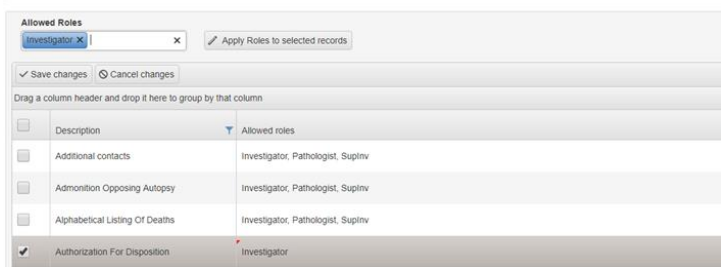 Allowed Roles
Investigator
Apply Roles to selected records
Save changes Cancel changes
Drag a column header and drop it here to group by that column
Description Allowed roles
Additional contacts Investigator, Pathologist, SupInv
Admonition Opposing Autopsy Investigator, Pathologist, SupInv
Alphabetical Listing Of Deaths Investigator, Pathologist, SupInv
Authorization For Disposition Investigator